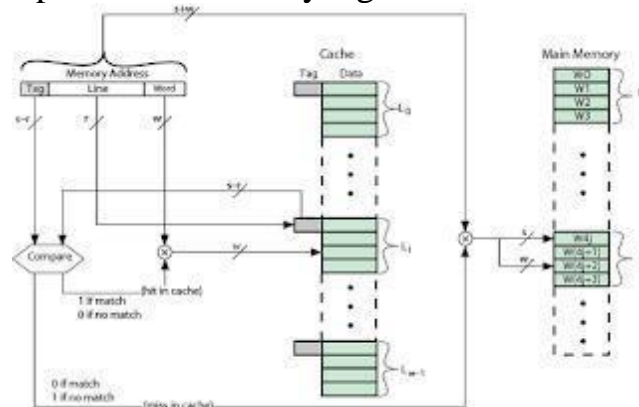 s+w
Memory Address
Tag Line Word
s-r
r
w
Cache
Tag Data
L0
s-r
Compare
w
Li
1 if match
0 if no match
(hit in cache)
Lm-1
0 if match
1 if no match
(miss in cache)
Main Memory
W0
W1
W2
W3
s
w
W4j
W(4j+1)
W(4j+2)
W(4j+3)